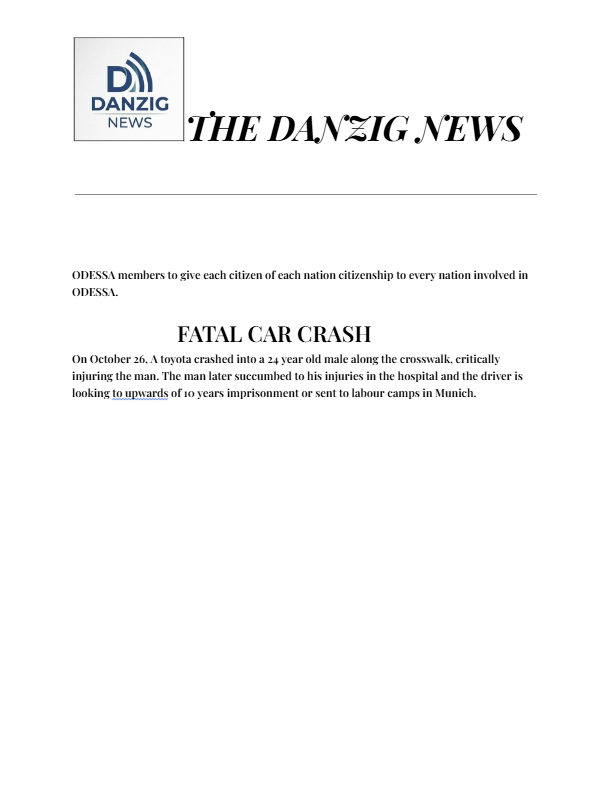 DANZIG
NEWS
THE DANZIG NEWS
ODESSA members to give each citizen of each nation citizenship to every nation involved in
ODESSA.
FATAL CAR CRASH
On October 26, A toyota crashed into a 24 year old male along the crosswalk, critically
injuring the man. The man later succumbed to his injuries in the hospital and the driver is
looking to upwards of 10 years imprisonment or sent to labour camps in Munich.